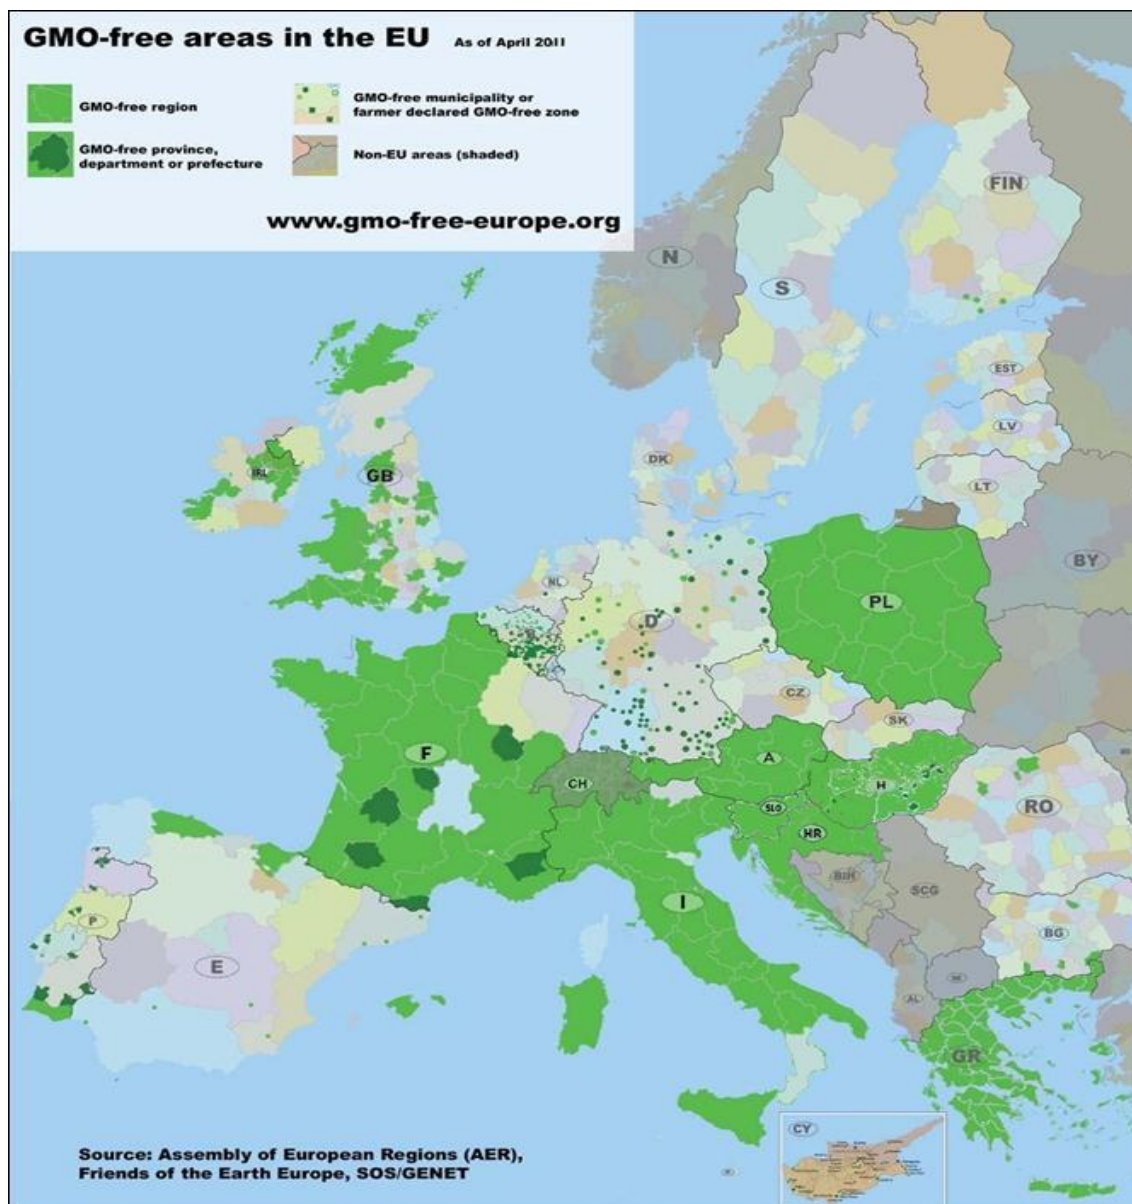 GMO-free areas in the EU As of April 2011
GMO-free region
GMO-free municipality or
farmer declared GMO-free zone
GMO-free province,
department or prefecture
Non-EU areas (shaded)
www.gmo-free-europe.org
FIN
N
S
EST
LV
DK
LT
IRL
GB
BY
NL
PL
D
B
CZ
SK
F
A
CH
H
SLO
RO
HR
BIH
SCG
I
P
BG
E
AL
GR
CY
Source: Assembly of European Regions (AER),
Friends of the Earth Europe, SOS/GENET